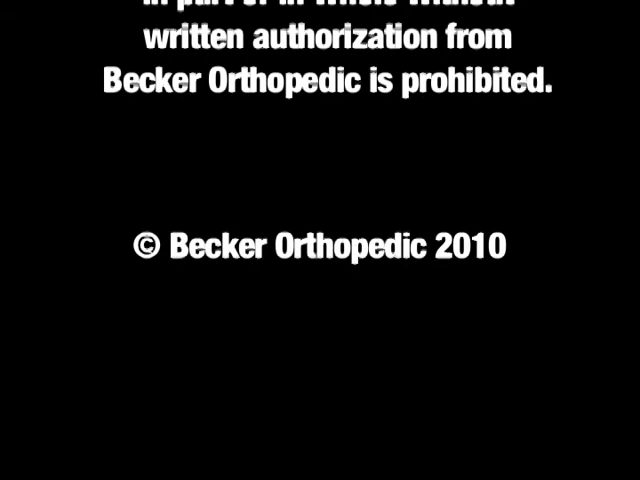 in part or in whole without
written authorization from
Becker Orthopedic is prohibited.
© Becker Orthopedic 2010